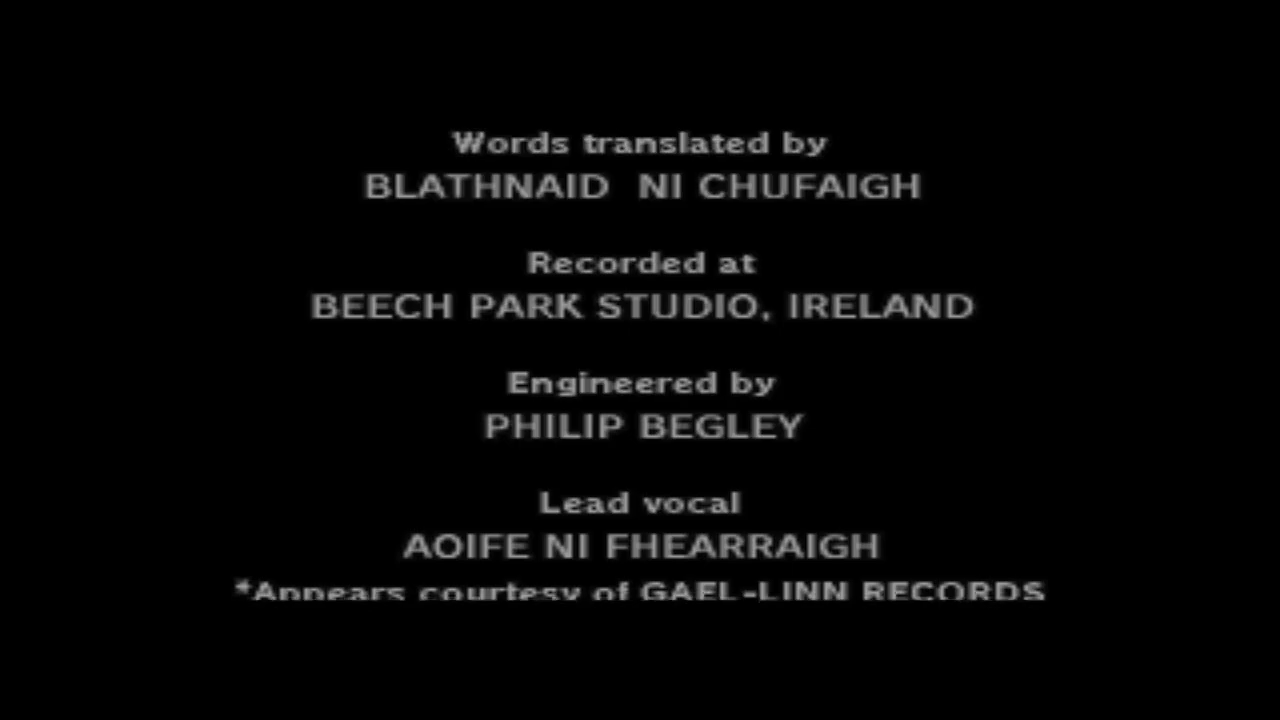 Words translated by
BLATHNAID NI CHUFAIGH
Recorded at
BEECH PARK STUDIO, IRELAND
Engineered by
PHILIP BEGLEY
Lead vocal
AOIFE NI FHEARRAIGH
*Appears courtesy of GAEL-LINN RECORDS